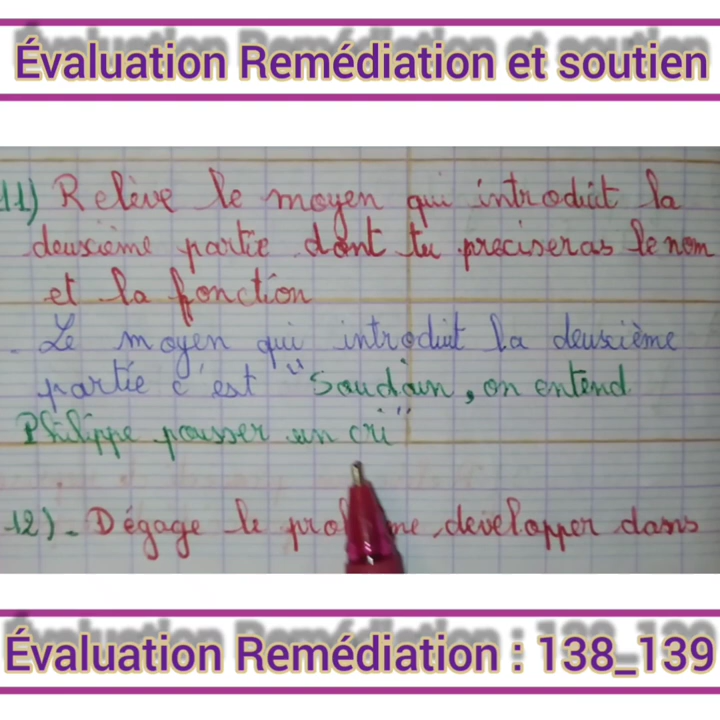 Évaluation Remédiation et soutien
11) Relève le moyen qui introduit la
deuxième partie dont tu préciseras le nom
et la fonction
- Le moyen qui introduit la deuxième
partie c'est "Soudain, on entend
Philippe pousser un cri"
12)- Dégage le developper dans
Évaluation Remédiation : 138_139